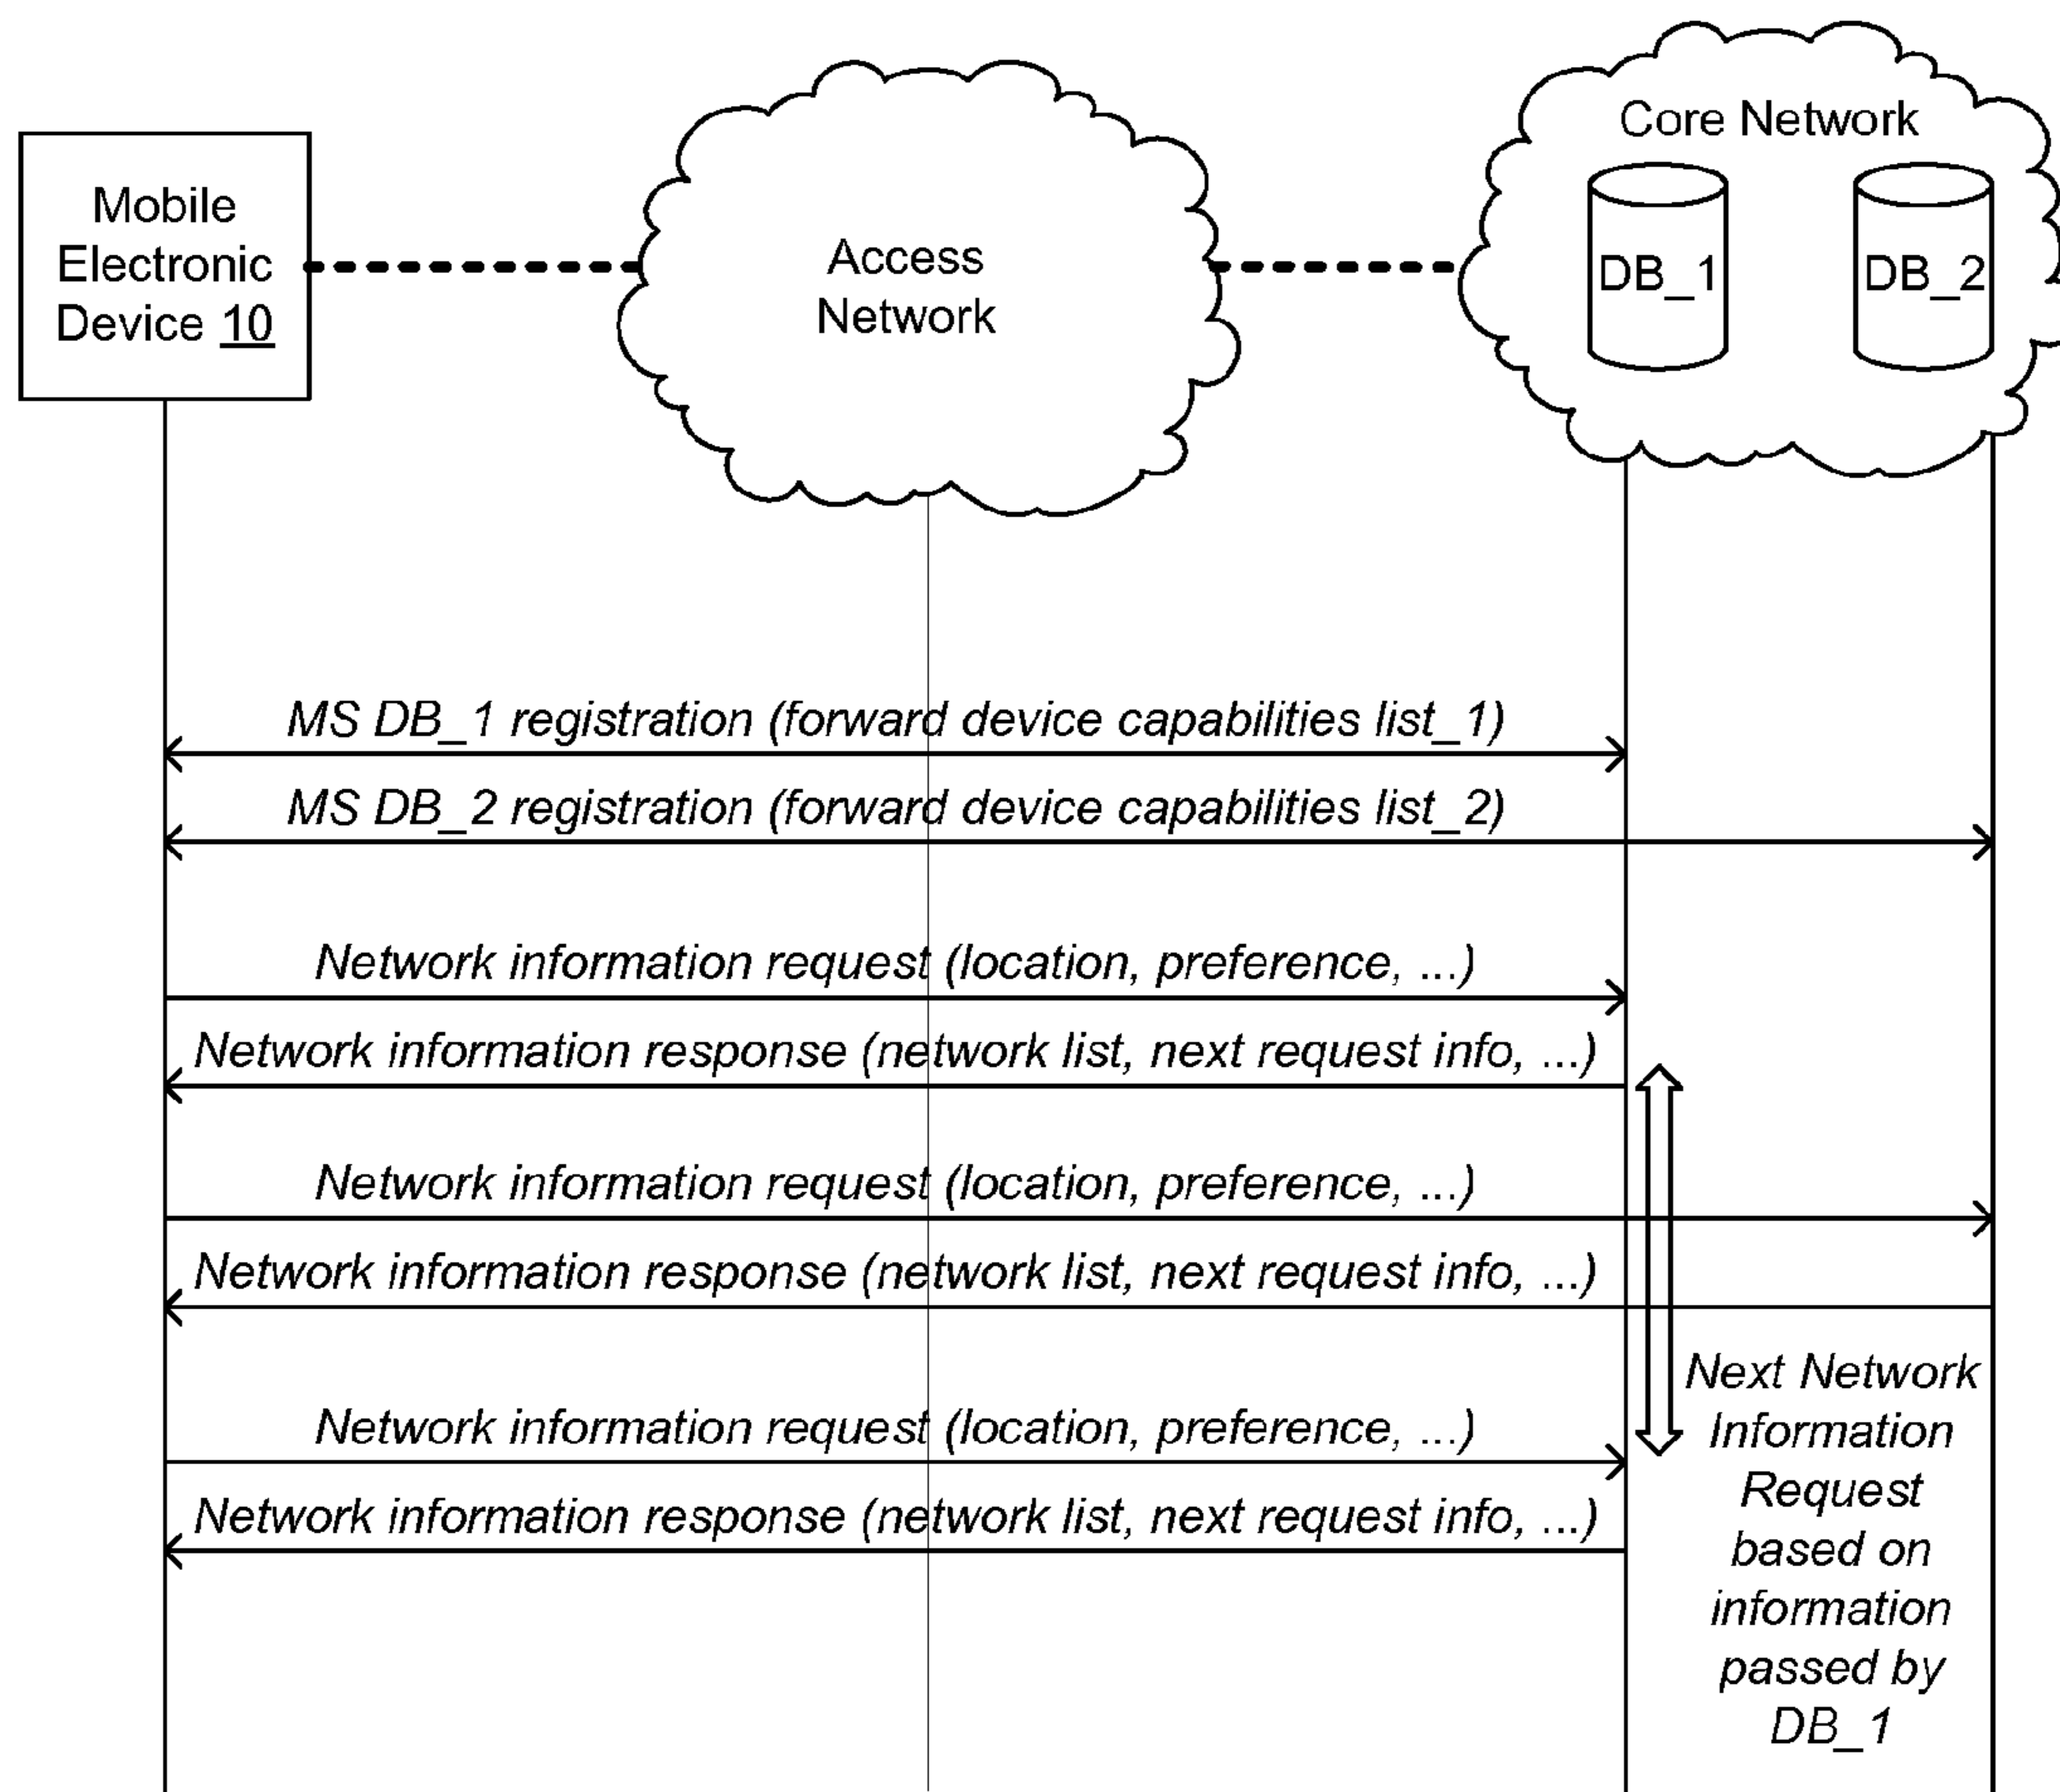 Mobile
Electronic
Device 10
Access
Network
Core Network
DB_1
DB_2
MS DB_1 registration (forward device capabilities list_1)
MS DB_2 registration (forward device capabilities list_2)
Network information request (location, preference, ...)
Network information response (network list, next request info, ...)
Network information request (location, preference, ...)
Network information response (network list, next request info, ...)
Network information request (location, preference, ...)
Network information response (network list, next request info, ...)
Next Network
Information
Request
based on
information
passed by
DB_1